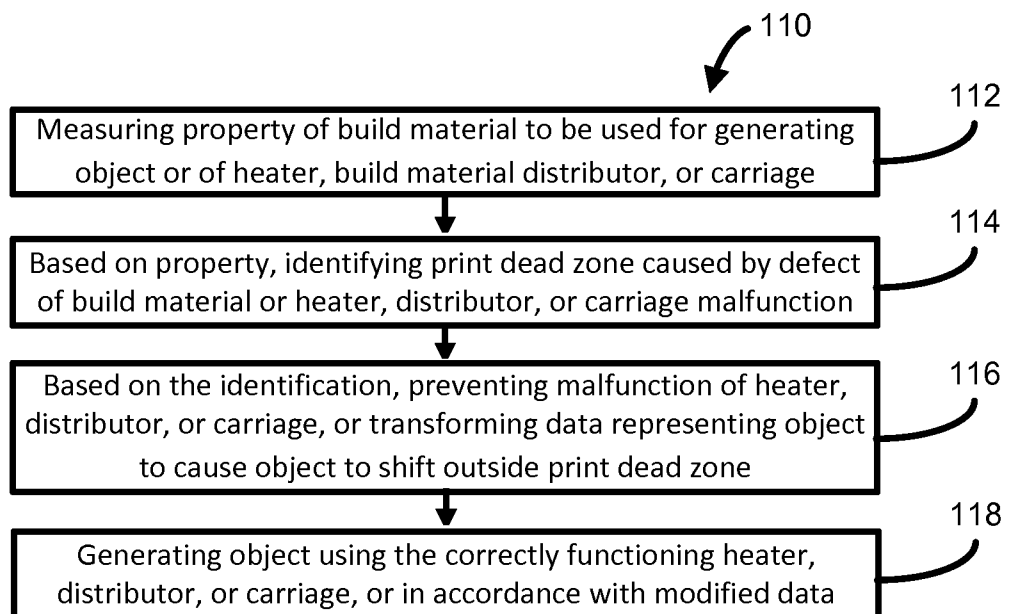 110
112
Measuring property of build material to be used for generating
object or of heater, build material distributor, or carriage
114
Based on property, identifying print dead zone caused by defect
of build material or heater, distributor, or carriage malfunction
116
Based on the identification, preventing malfunction of heater,
distributor, or carriage, or transforming data representing object
to cause object to shift outside print dead zone
118
Generating object using the correctly functioning heater,
distributor, or carriage, or in accordance with modified data